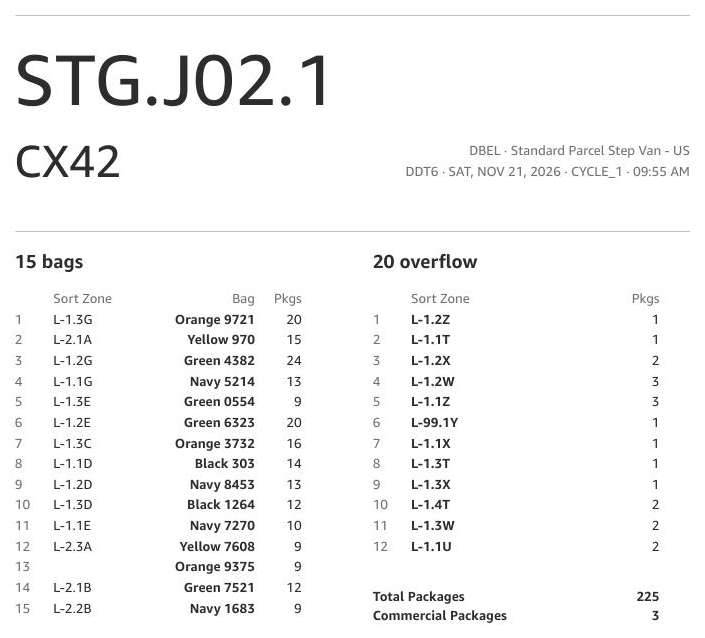 STG.J02.1
CX42
DBEL · Standard Parcel Step Van - US
DDT6 · SAT, NOV 21, 2026 · CYCLE_1 · 09:55 AM
15 bags
Sort Zone Bag Pkgs
1 L-1.3G Orange 9721 20
2 L-2.1A Yellow 970 15
3 L-1.2G Green 4382 24
4 L-1.1G Navy 5214 13
5 L-1.3E Green 0554 9
6 L-1.2E Green 6323 20
7 L-1.3C Orange 3732 16
8 L-1.1D Black 303 14
9 L-1.2D Navy 8453 13
10 L-1.3D Black 1264 12
11 L-1.1E Navy 7270 10
12 L-2.3A Yellow 7608 9
13 Orange 9375 9
14 L-2.1B Green 7521 12
15 L-2.2B Navy 1683 9
20 overflow
Sort Zone Pkgs
1 L-1.2Z 1
2 L-1.1T 1
3 L-1.2X 2
4 L-1.2W 3
5 L-1.1Z 3
6 L-99.1Y 1
7 L-1.1X 1
8 L-1.3T 1
9 L-1.3X 1
10 L-1.4T 2
11 L-1.3W 2
12 L-1.1U 2
Total Packages 225
Commercial Packages 3